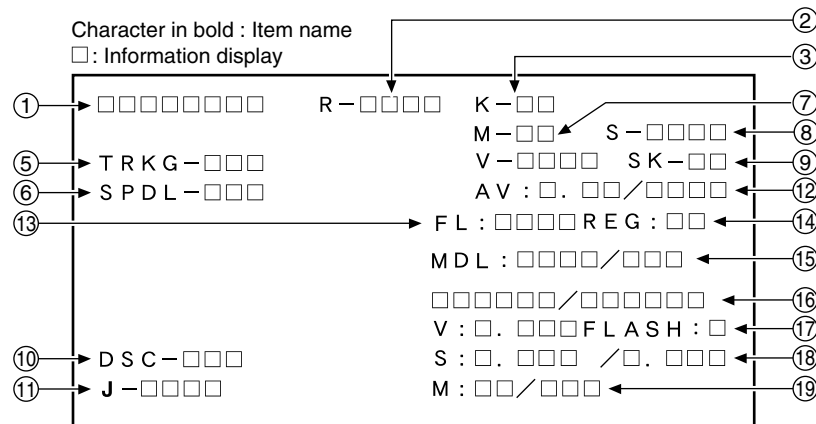 Character in bold : Item name
□ : Information display
② 
③
① □□□□□□□□ R－□□□□ K－□□
⑦
M－□□ S－□□□□ ⑧
⑤ TRKG－□□□ V－□□□□ SK－□□ ⑨
⑥ SPDL－□□□ AV：□．□□／□□□□ ⑫
⑬ FL：□□□□REG：□□ ⑭
MDL：□□□□／□□□ ⑮
□□□□□□／□□□□□□ ⑯
V：□．□□□FLASH：□ ⑰
⑩ DSC－□□□ S：□．□□□ ／□．□□□ ⑱
⑪ J－□□□□ M：□□／□□□ ⑲